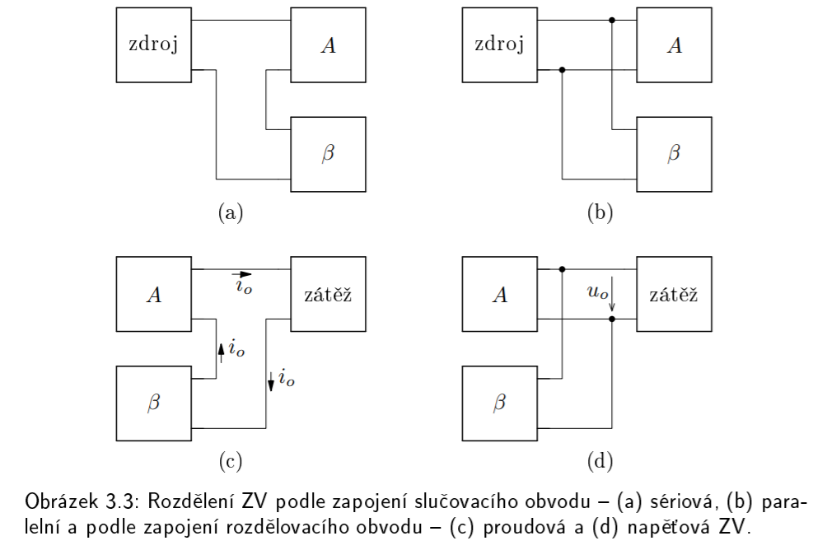 zdroj
A
β
(a)
zdroj
A
β
(b)
A
i_o
zátěž
i_o
β
i_o
(c)
A
u_o
zátěž
β
(d)
Obrázek 3.3: Rozdělení ZV podle zapojení slučovacího obvodu – (a) sériová, (b) para-
lelní a podle zapojení rozdělovacího obvodu – (c) proudová a (d) napěťová ZV.